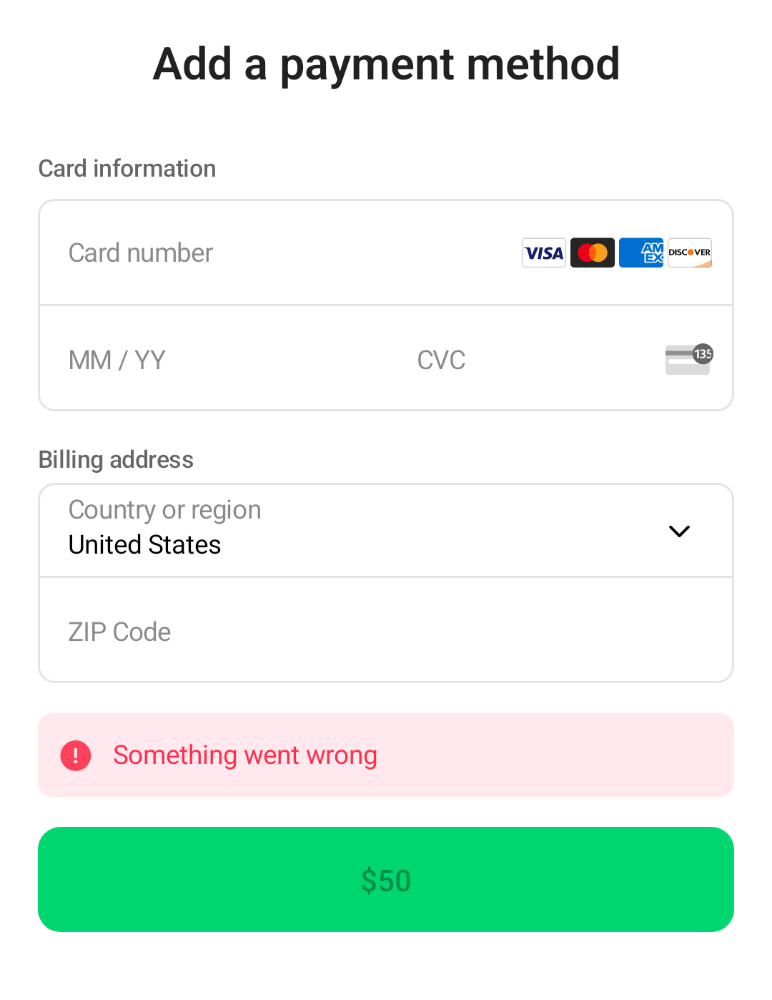 Add a payment method
Card information
Card number VISA AMEX DISCOVER
MM / YY CVC 135
Billing address
Country or region
United States
ZIP Code
Something went wrong
$50